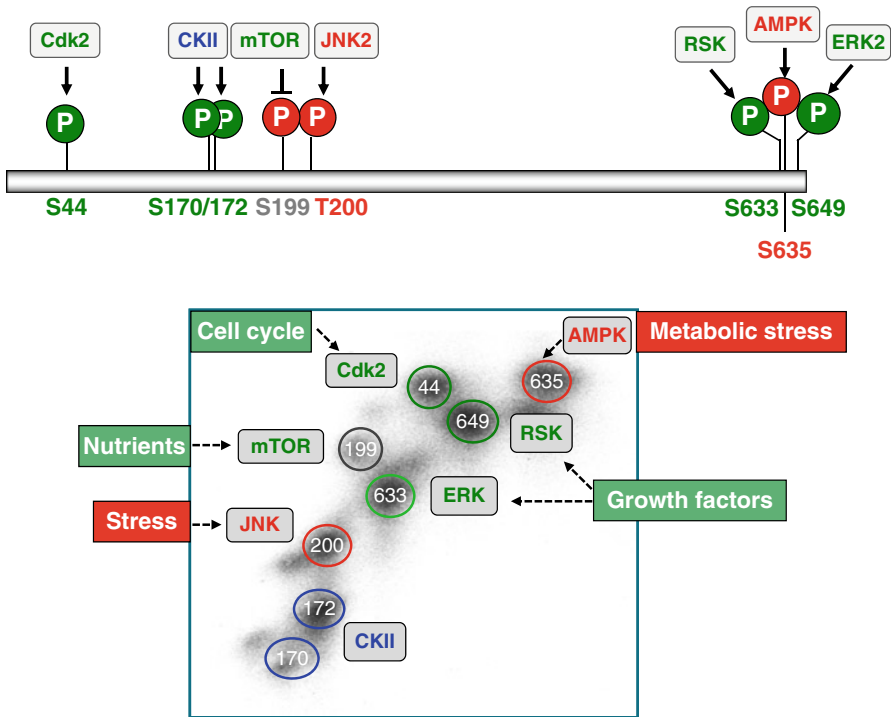 Cdk2
CKII
mTOR
JNK2
RSK
AMPK
ERK2
P
P
P
P
P
P
P
P
S44
S170/172
S199
T200
S633
S649
S635
Cell cycle
AMPK
Metabolic stress
Cdk2
44
635
649
RSK
Nutrients
mTOR
199
633
ERK
Growth factors
Stress
JNK
200
172
CKII
170